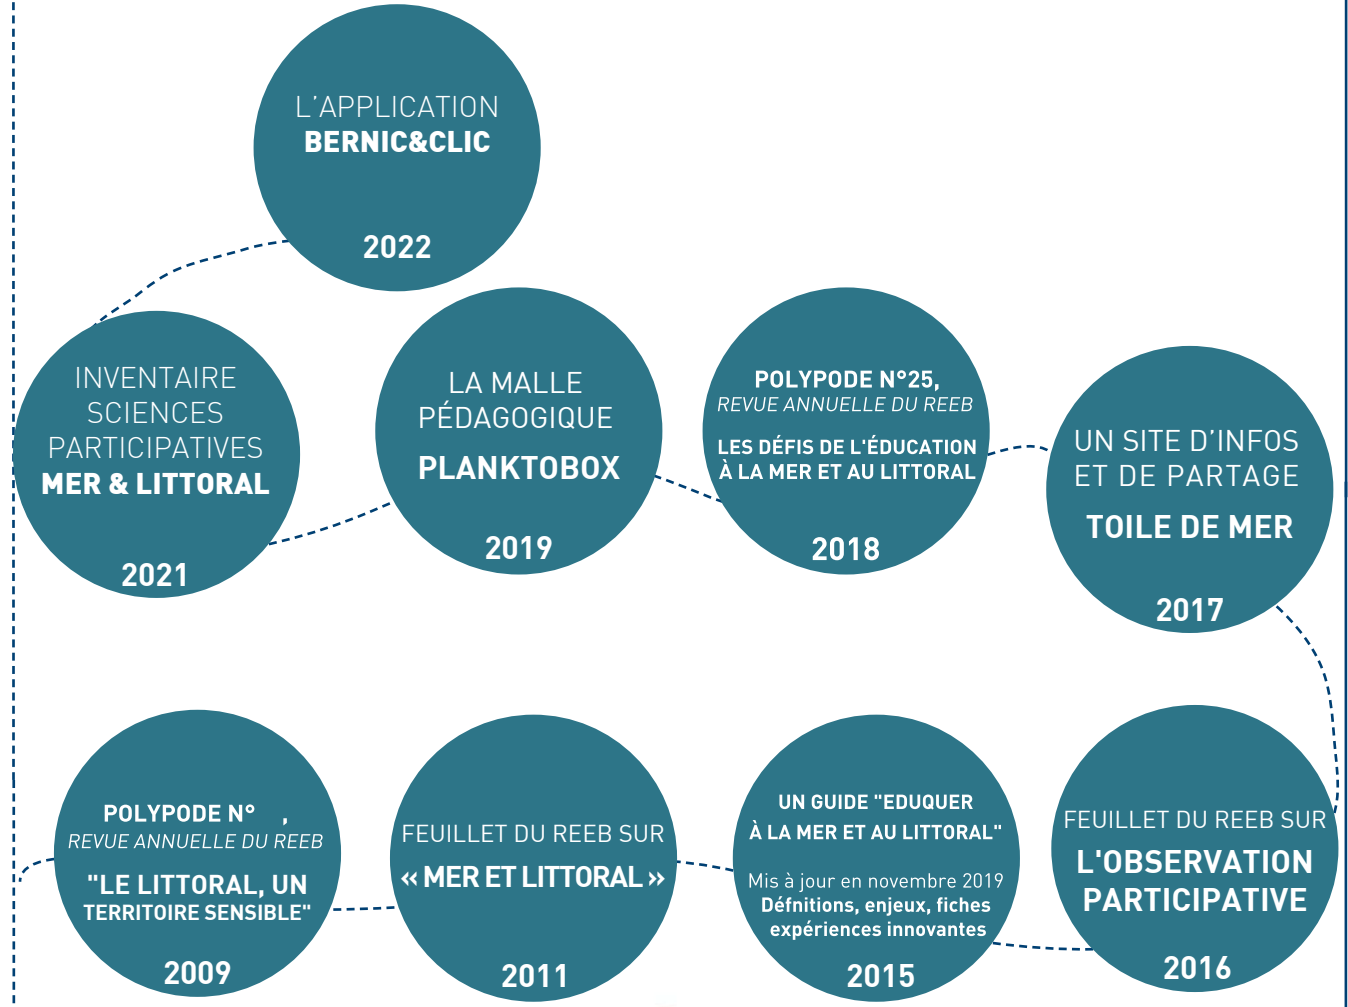 L'APPLICATION
BERNIC&CLIC
2022
INVENTAIRE
SCIENCES
PARTICIPATIVES
MER & LITTORAL
2021
LA MALLE
PÉDAGOGIQUE
PLANKTOBOX
2019
POLYPODE N°25,
REVUE ANNUELLE DU REEB
LES DÉFIS DE L'ÉDUCATION
À LA MER ET AU LITTORAL
2018
UN SITE D'INFOS
ET DE PARTAGE
TOILE DE MER
2017
POLYPODE N° ,
REVUE ANNUELLE DU REEB
"LE LITTORAL, UN
TERRITOIRE SENSIBLE"
2009
FEUILLET DU REEB SUR
« MER ET LITTORAL »
2011
UN GUIDE "EDUQUER
À LA MER ET AU LITTORAL"
Mis à jour en novembre 2019
Défnitions, enjeux, fiches
expériences innovantes
2015
FEUILLET DU REEB SUR
L'OBSERVATION
PARTICIPATIVE
2016